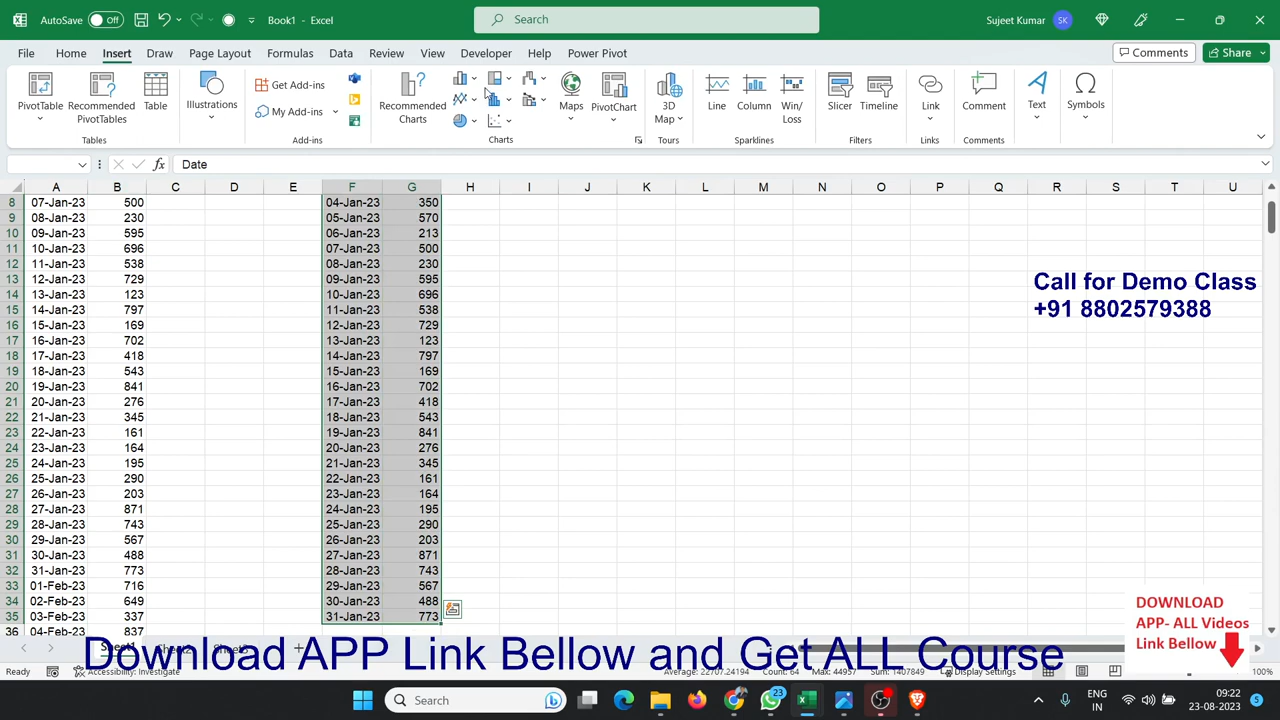 AutoSave Off Book1 - Excel Search Sujeet Kumar SK
File Home Insert Draw Page Layout Formulas Data Review View Developer Help Power Pivot Comments Share
PivotTable Recommended PivotTables Table Illustrations Get Add-ins My Add-ins Recommended Charts Maps PivotChart 3D Map Line Column Win/Loss Slicer Timeline Link Comment Text Symbols
Tables Add-ins Charts Tours Sparklines Filters Links Comments
fx Date
A B C D E F G H I J K L M N O P Q R S T U
8 07-Jan-23 500 04-Jan-23 350
9 08-Jan-23 230 05-Jan-23 570
10 09-Jan-23 595 06-Jan-23 213
11 10-Jan-23 696 07-Jan-23 500
12 11-Jan-23 538 08-Jan-23 230
13 12-Jan-23 729 09-Jan-23 595
14 13-Jan-23 123 10-Jan-23 696
15 14-Jan-23 797 11-Jan-23 538
16 15-Jan-23 169 12-Jan-23 729
17 16-Jan-23 702 13-Jan-23 123
18 17-Jan-23 418 14-Jan-23 797
19 18-Jan-23 543 15-Jan-23 169
20 19-Jan-23 841 16-Jan-23 702
21 20-Jan-23 276 17-Jan-23 418
22 21-Jan-23 345 18-Jan-23 543
23 22-Jan-23 161 19-Jan-23 841
24 23-Jan-23 164 20-Jan-23 276
25 24-Jan-23 195 21-Jan-23 345
26 25-Jan-23 290 22-Jan-23 161
27 26-Jan-23 203 23-Jan-23 164
28 27-Jan-23 871 24-Jan-23 195
29 28-Jan-23 743 25-Jan-23 290
30 29-Jan-23 567 26-Jan-23 203
31 30-Jan-23 488 27-Jan-23 871
32 31-Jan-23 773 28-Jan-23 743
33 01-Feb-23 716 29-Jan-23 567
34 02-Feb-23 649 30-Jan-23 488
35 03-Feb-23 337 31-Jan-23 773
36 04-Feb-23 837
Call for Demo Class
+91 8802579388
DOWNLOAD
APP- ALL Videos
Link Bellow
Download APP Link Bellow and Get ALL Course
Ready Accessibility: Investigate Average: 22707.24194 Count: 64 Max: 44957 Sum: 1407849 Display Settings 100%
Search 23 ENG IN 09:22 23-08-2023